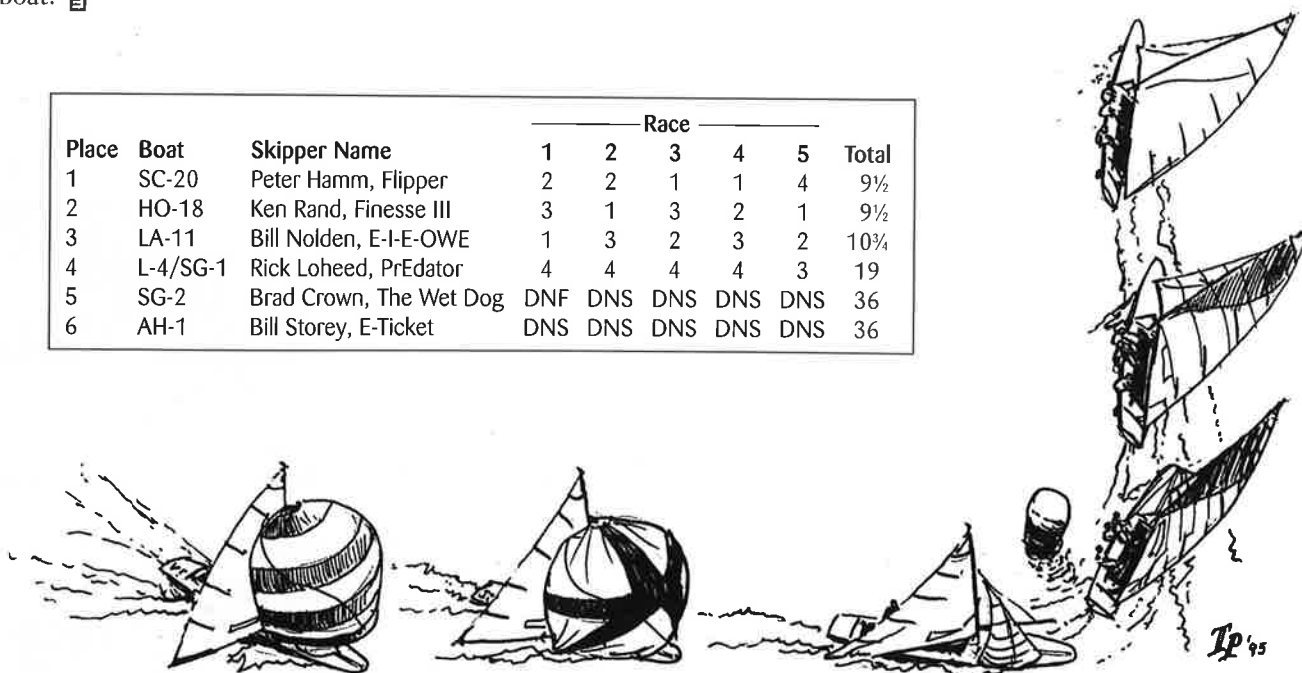 boat.
Race
Place Boat Skipper Name 1 2 3 4 5 Total
1 SC-20 Peter Hamm, Flipper 2 2 1 1 4 9½
2 HO-18 Ken Rand, Finesse III 3 1 3 2 1 9½
3 LA-11 Bill Nolden, E-I-E-OWE 1 3 2 3 2 10¾
4 L-4/SG-1 Rick Loheed, PrEdator 4 4 4 4 3 19
5 SG-2 Brad Crown, The Wet Dog DNF DNS DNS DNS DNS 36
6 AH-1 Bill Storey, E-Ticket DNS DNS DNS DNS DNS 36
'95